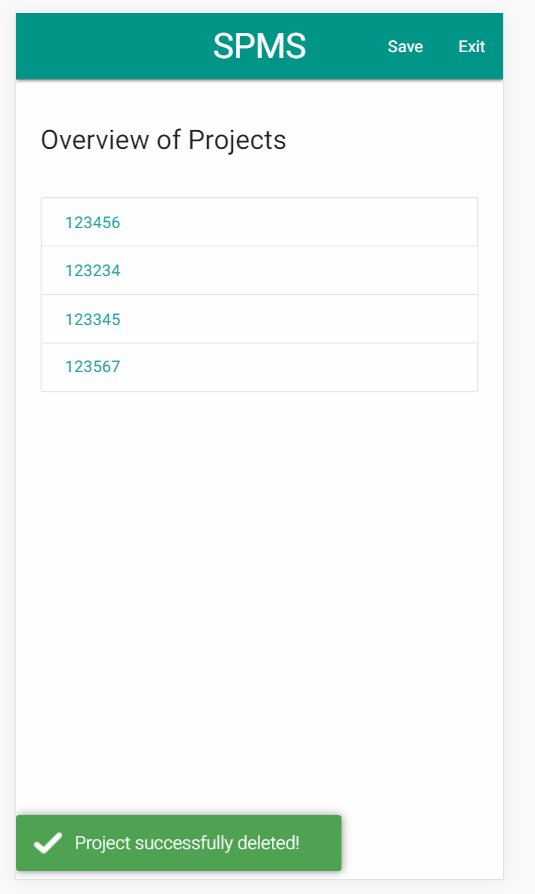 SPMS
Save
Exit
Overview of Projects
123456
123234
123345
123567
Project successfully deleted!